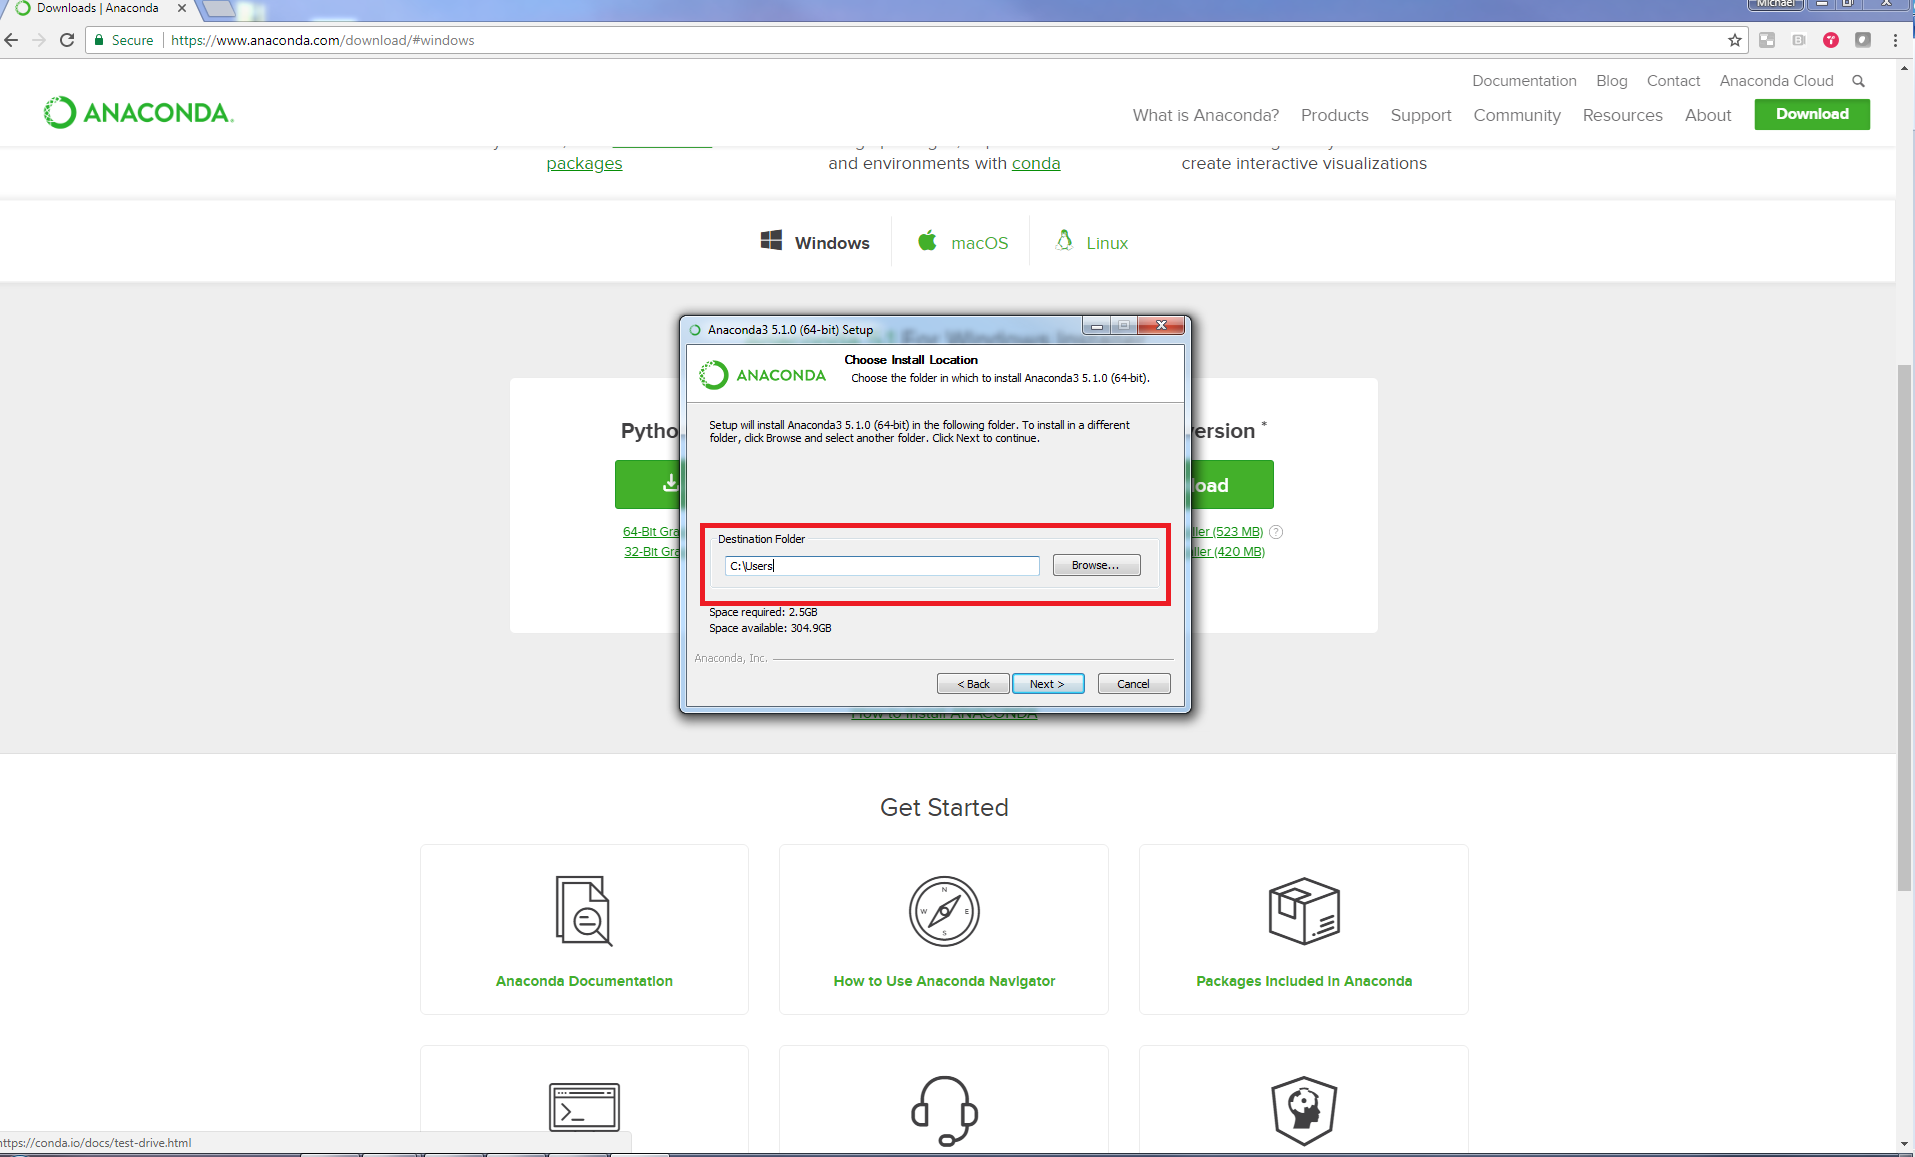 Downloads | Anaconda
Michael
Secure
https://www.anaconda.com/download/#windows
Documentation Blog Contact Anaconda Cloud
ANACONDA.
What is Anaconda? Products Support Community Resources About Download
packages
and environments with conda
create interactive visualizations
Windows
macOS
Linux
Anaconda3 5.1.0 (64-bit) Setup
For Windows Installer
ANACONDA
Choose Install Location
Choose the folder in which to install Anaconda3 5.1.0 (64-bit).
Setup will install Anaconda3 5.1.0 (64-bit) in the following folder. To install in a different
folder, click Browse and select another folder. Click Next to continue.
Pytho
ersion *
load
64-Bit Gra
ller (523 MB) ?
32-Bit Gra
ller (420 MB)
Destination Folder
C:\Users
Browse...
Space required: 2.5GB
Space available: 304.9GB
Anaconda, Inc.
< Back Next > Cancel
How to Install ANACONDA
Get Started
N
W E
S
Anaconda Documentation
How to Use Anaconda Navigator
Packages Included in Anaconda
>_
https://conda.io/docs/test-drive.html